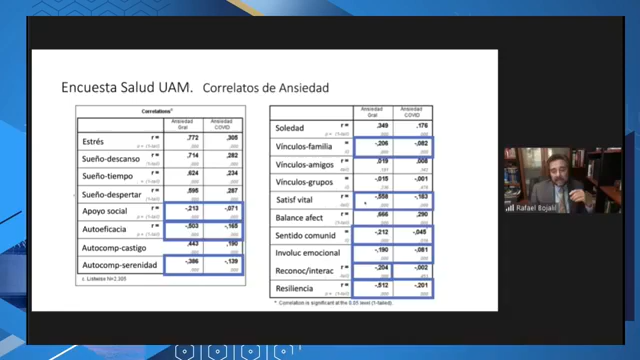 Encuesta Salud UAM. Correlatos de Ansiedad
Correlations
Ansiedad Gral Ansiedad COVID
Estrés r = ,772 ,305
Sueño-descanso r = ,714 ,282
Sueño-tiempo r = ,624 ,234
Sueño-despertar r = ,595 ,267
Apoyo social r = -,213 -,071
Autoeficacia r = -,503 -,165
Autocomp-castigo r = ,443 ,190
Autocomp-serenidad r = -,386 -,139
c. Listwise N=2,305
Ansiedad Gral Ansiedad COVID
Soledad r = ,349 ,176
Vínculos-familia = -,206 -,082
Vínculos-amigos r = ,019 ,008
Vínculos-grupos r = -,015 -,001
Satisf vital r = -,558 -,163
Balance afect r = ,666 ,290
Sentido comunid = -,212 -,045
Involuc emocional -,190 -,081
Reconoc/interac = -,204 -,002
Resiliencia r = -,512 -,201
*. Correlation is significant at the 0.05 level (1-tailed).
Rafael Bojalil